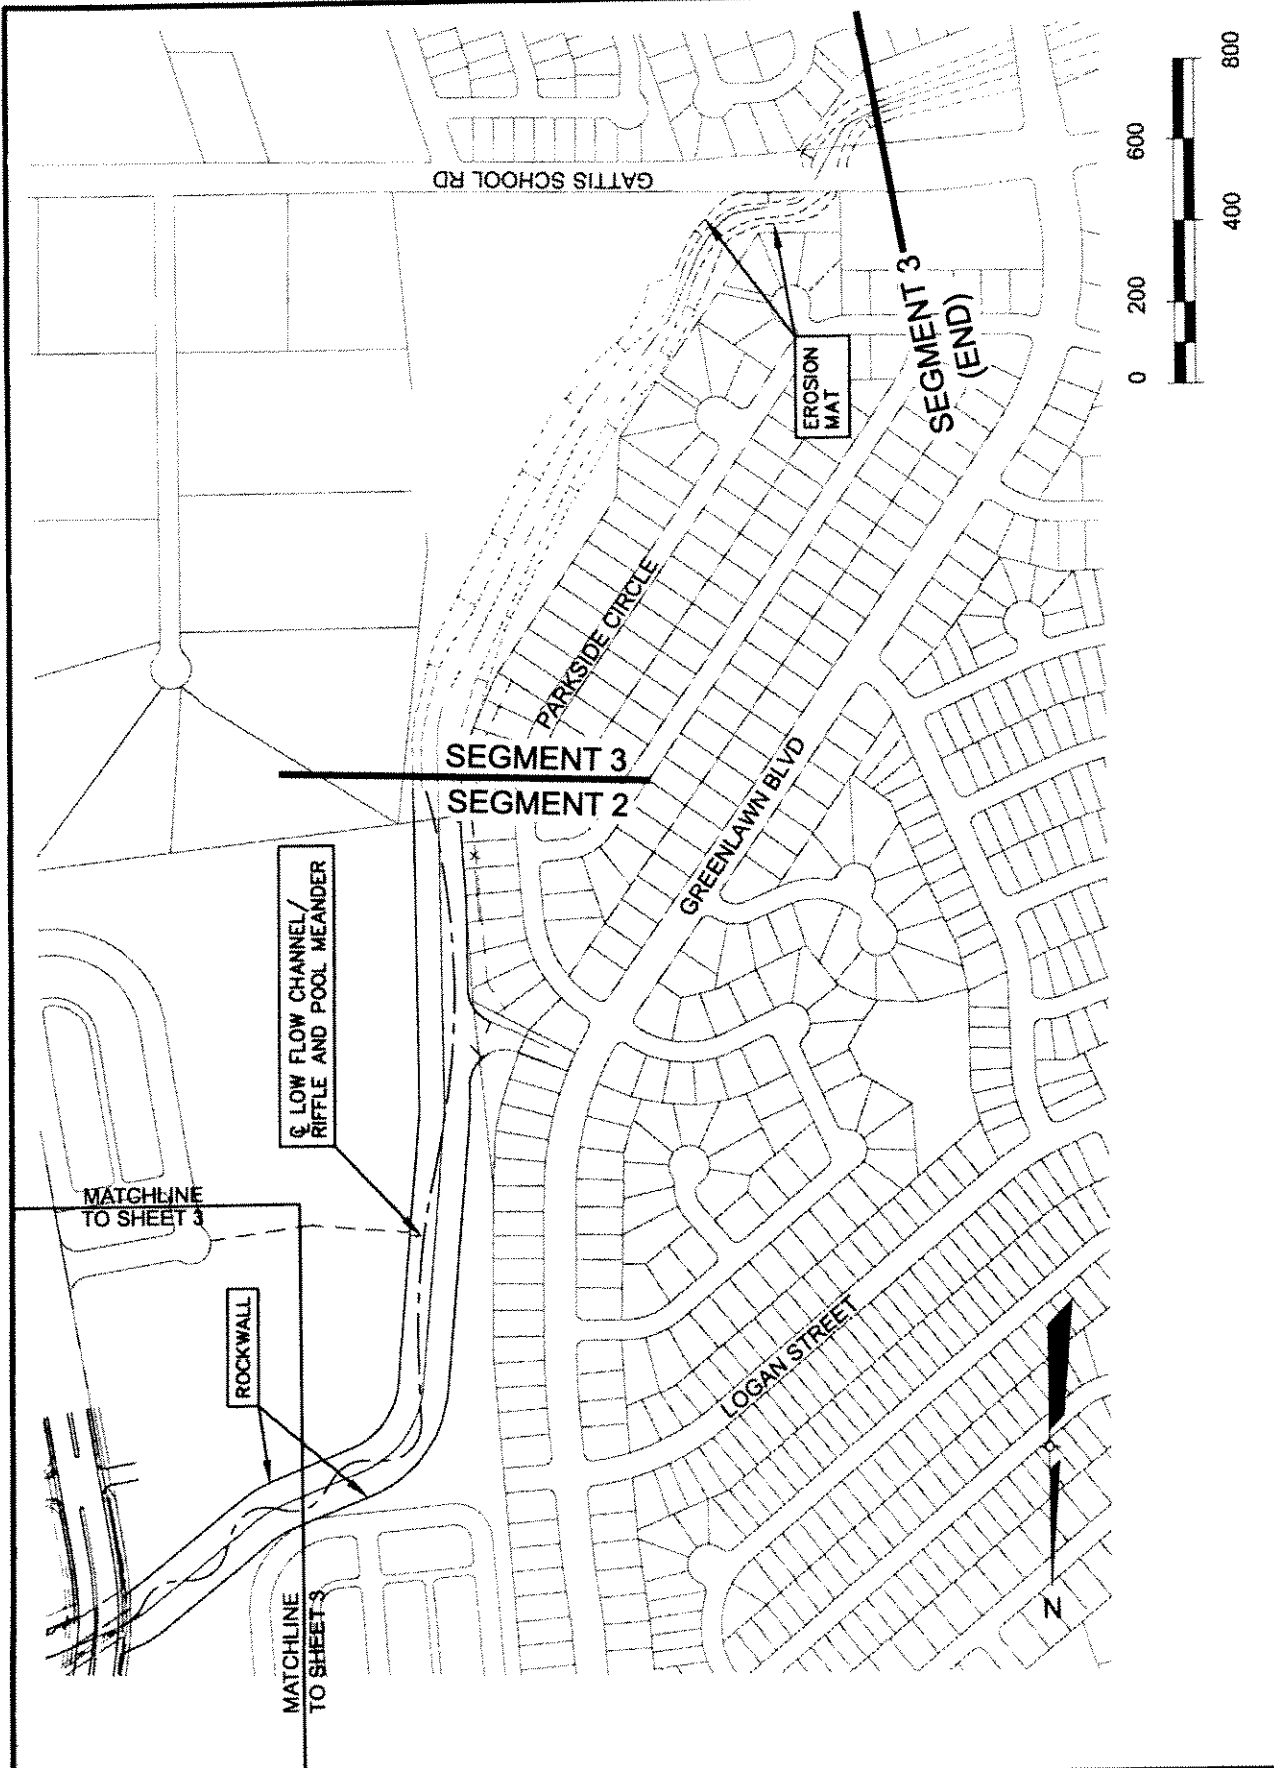 GATTIS SCHOOL RD
800
600
400
200
0
EROSION
MAT
SEGMENT 3
(END)
PARKSIDE CIRCLE
SEGMENT 3
SEGMENT 2
GREENLAWN BLVD
℄ LOW FLOW CHANNEL/
RIFFLE AND POOL MEANDER
MATCHLINE
TO SHEET 3
ROCKWALL
LOGAN STREET
MATCHLINE
TO SHEET 3
N